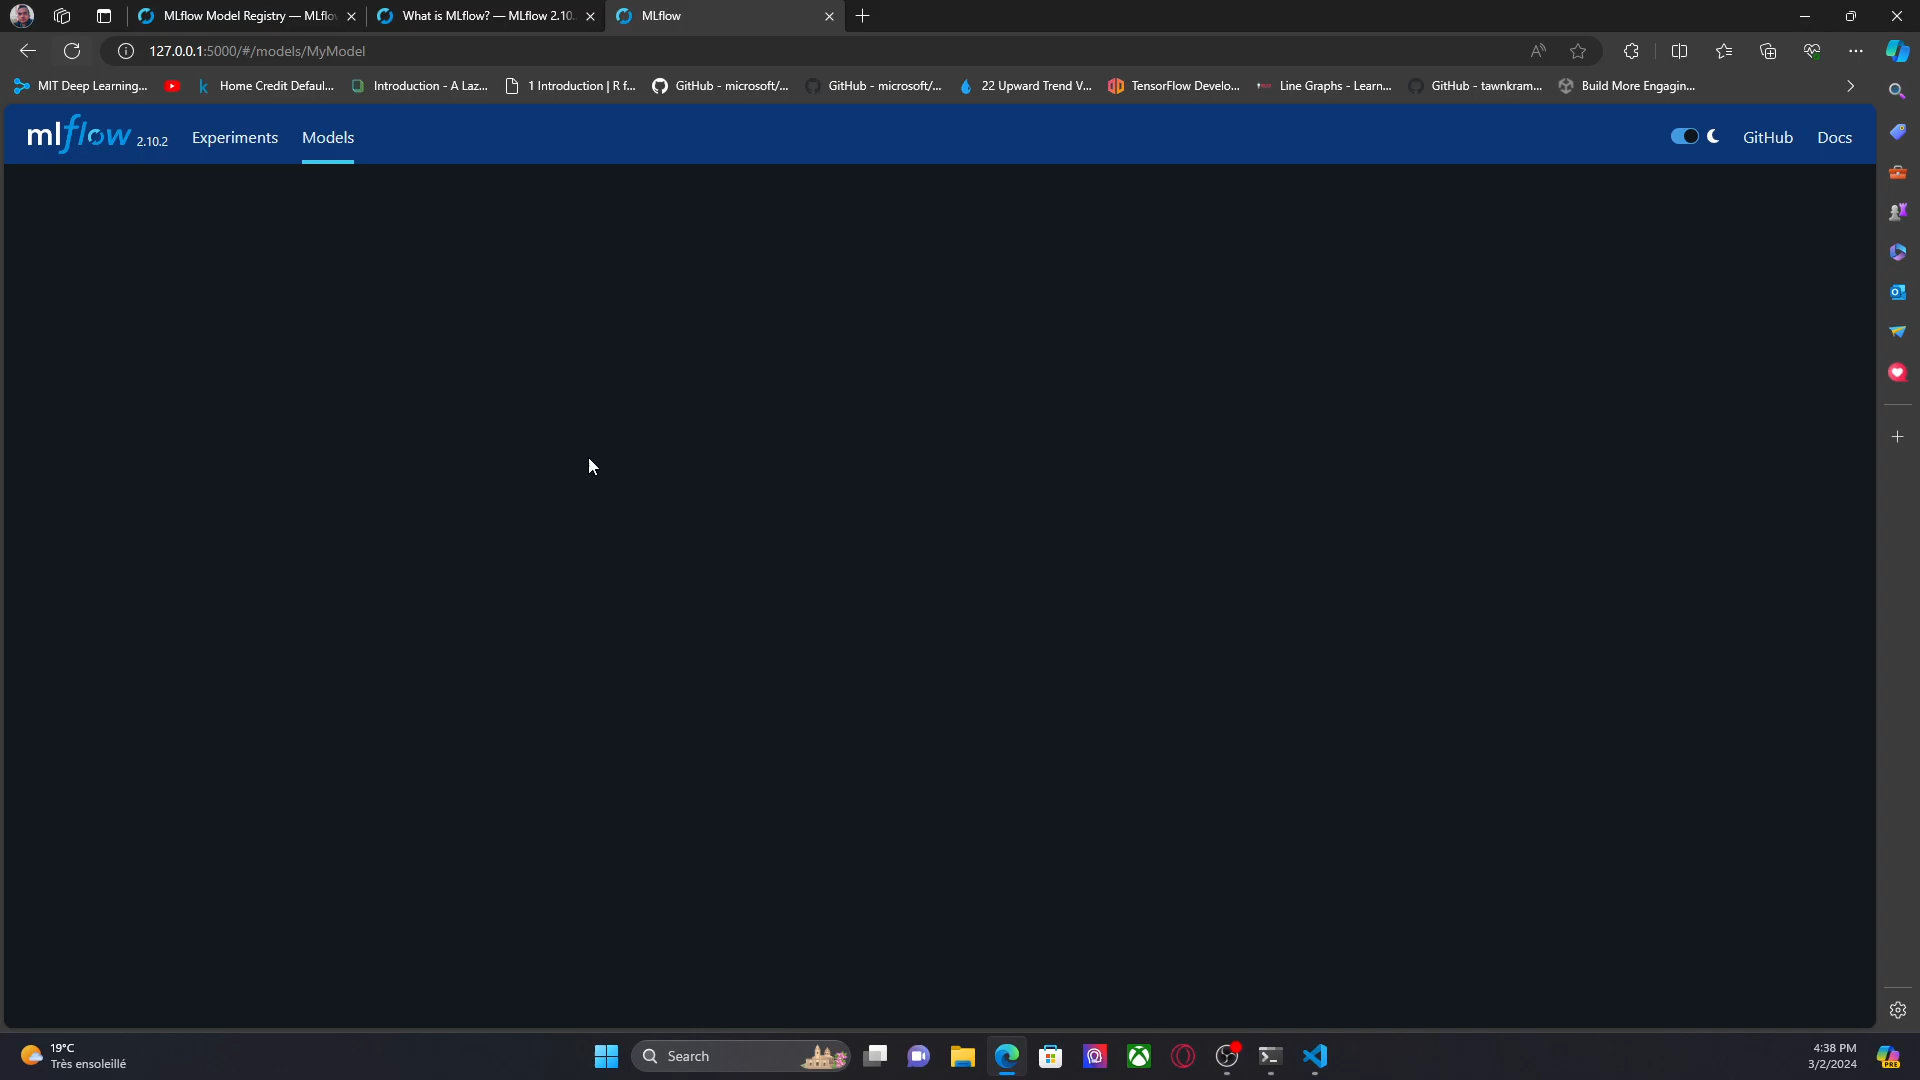 MLflow Model Registry — MLflo
What is MLflow? — MLflow 2.10.
MLflow
127.0.0.1:5000/#/models/MyModel
MIT Deep Learning...
Home Credit Defaul...
Introduction - A Laz...
1 Introduction | R f...
GitHub - microsoft/...
GitHub - microsoft/...
22 Upward Trend V...
TensorFlow Develo...
Line Graphs - Learn...
GitHub - tawnkram...
Build More Engagin...
mlflow 2.10.2
Experiments
Models
GitHub
Docs
19°C
Très ensoleillé
Search
4:38 PM
3/2/2024
PRE